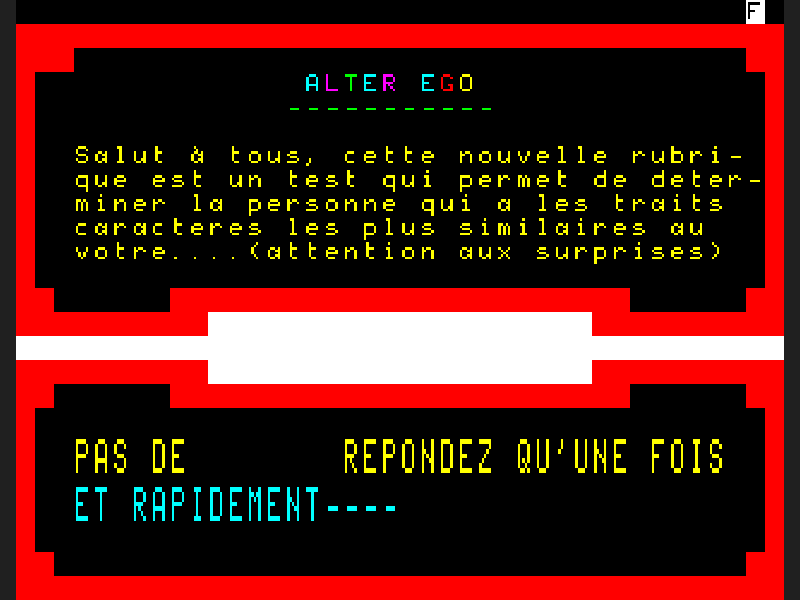 F
ALTER EGO
-----------
Salut à tous, cette nouvelle rubri-
que est un test qui permet de deter-
miner la personne qui a les traits
caracteres les plus similaires au
votre....(attention aux surprises)
PAS DE REPONDEZ QU'UNE FOIS
ET RAPIDEMENT----